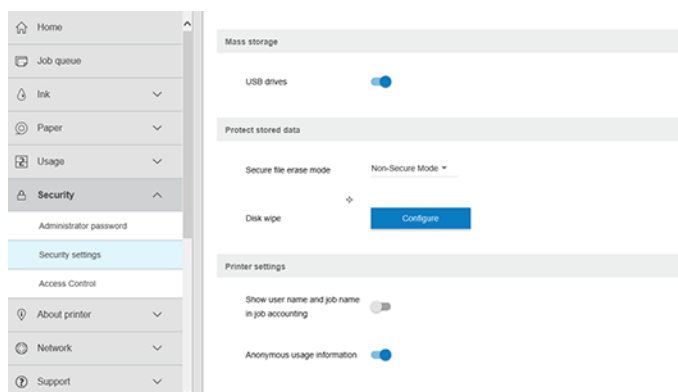 Home
Job queue
Ink
Paper
Usage
Security
Administrator password
Security settings
Access Control
About printer
Network
Support
Mass storage
USB drives
Protect stored data
Secure file erase mode
Non-Secure Mode
Disk wipe
Configure
Printer settings
Show user name and job name
in job accounting
Anonymous usage information